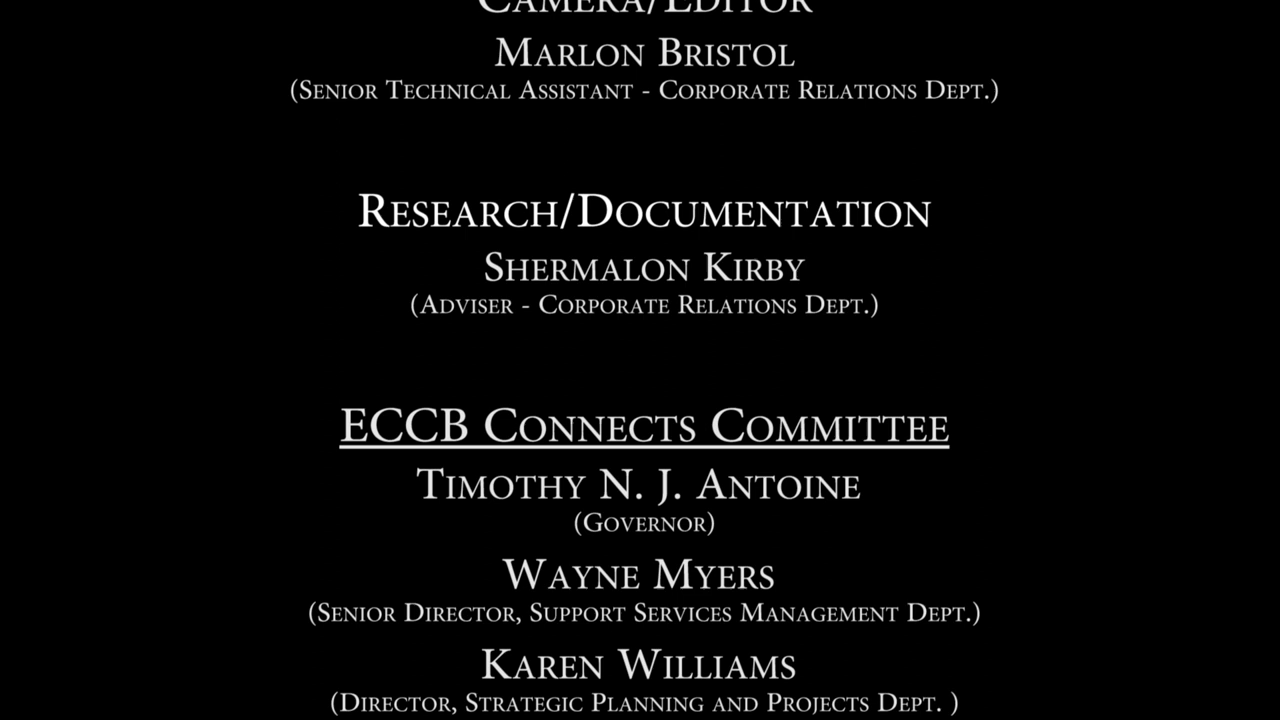 Camera/Editor
Marlon Bristol
(Senior Technical Assistant - Corporate Relations Dept.)
Research/Documentation
Shermalon Kirby
(Adviser - Corporate Relations Dept.)
ECCB Connects Committee
Timothy N. J. Antoine
(Governor)
Wayne Myers
(Senior Director, Support Services Management Dept.)
Karen Williams
(Director, Strategic Planning and Projects Dept. )